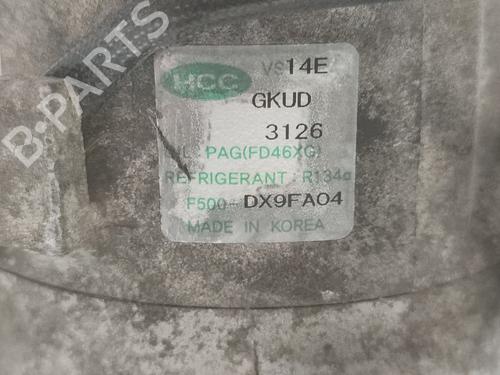 HCC VS14E
GKUD
3126
L PAG(FD46XG)
REFRIGERANT : R134a
F500-DX9FA04
MADE IN KOREA
B-PARTS